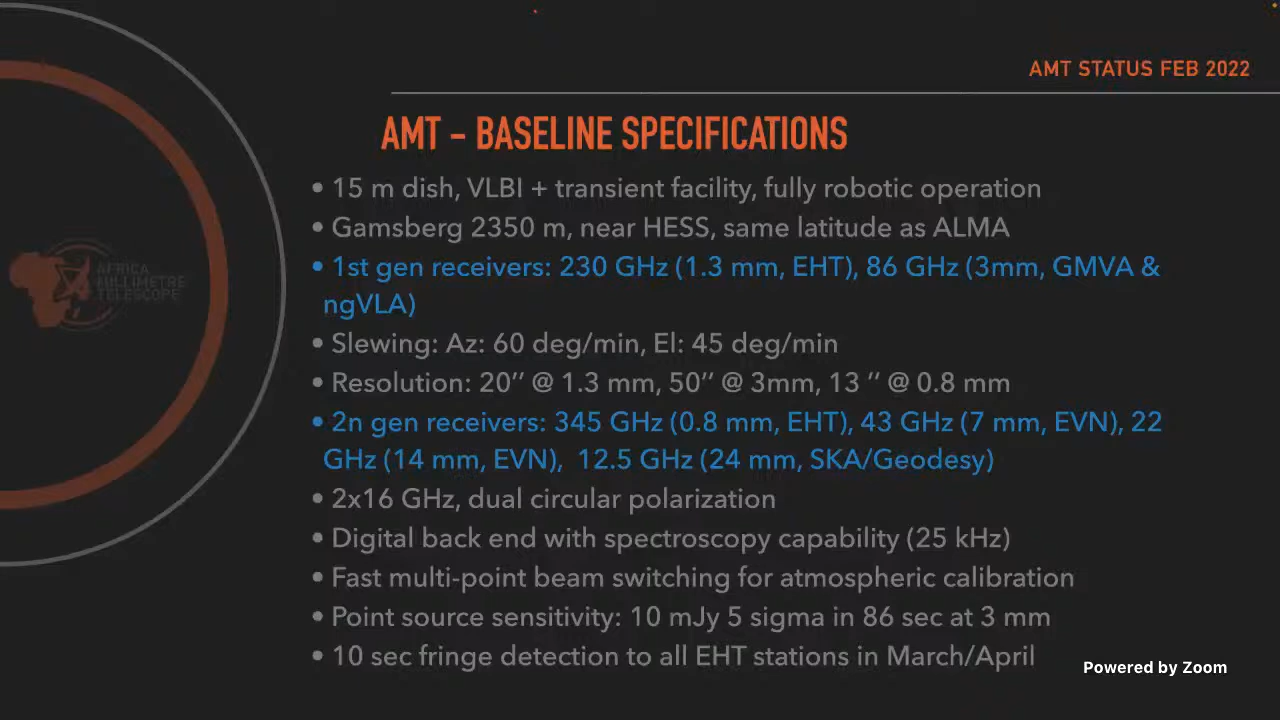 AMT STATUS FEB 2022
AMT – BASELINE SPECIFICATIONS
• 15 m dish, VLBI + transient facility, fully robotic operation
• Gamsberg 2350 m, near HESS, same latitude as ALMA
• 1st gen receivers: 230 GHz (1.3 mm, EHT), 86 GHz (3mm, GMVA &
ngVLA)
• Slewing: Az: 60 deg/min, El: 45 deg/min
• Resolution: 20’’ @ 1.3 mm, 50’’ @ 3mm, 13 ‘’ @ 0.8 mm
• 2n gen receivers: 345 GHz (0.8 mm, EHT), 43 GHz (7 mm, EVN), 22
GHz (14 mm, EVN),  12.5 GHz (24 mm, SKA/Geodesy)
• 2x16 GHz, dual circular polarization
• Digital back end with spectroscopy capability (25 kHz)
• Fast multi-point beam switching for atmospheric calibration
• Point source sensitivity: 10 mJy 5 sigma in 86 sec at 3 mm
• 10 sec fringe detection to all EHT stations in March/April
AFRICA
MILLIMETRE
TELESCOPE
Powered by Zoom